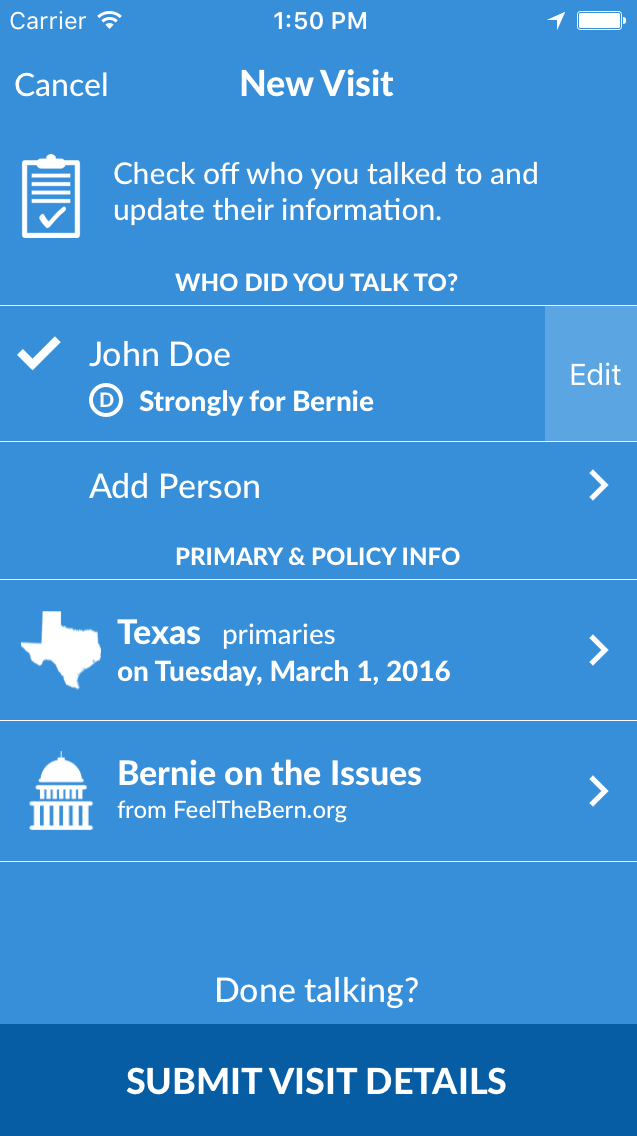 Carrier 1:50 PM
Cancel New Visit
Check off who you talked to and
update their information.
WHO DID YOU TALK TO?
John Doe
D Strongly for Bernie
Edit
Add Person
PRIMARY & POLICY INFO
Texas primaries
on Tuesday, March 1, 2016
Bernie on the Issues
from FeelTheBern.org
Done talking?
SUBMIT VISIT DETAILS